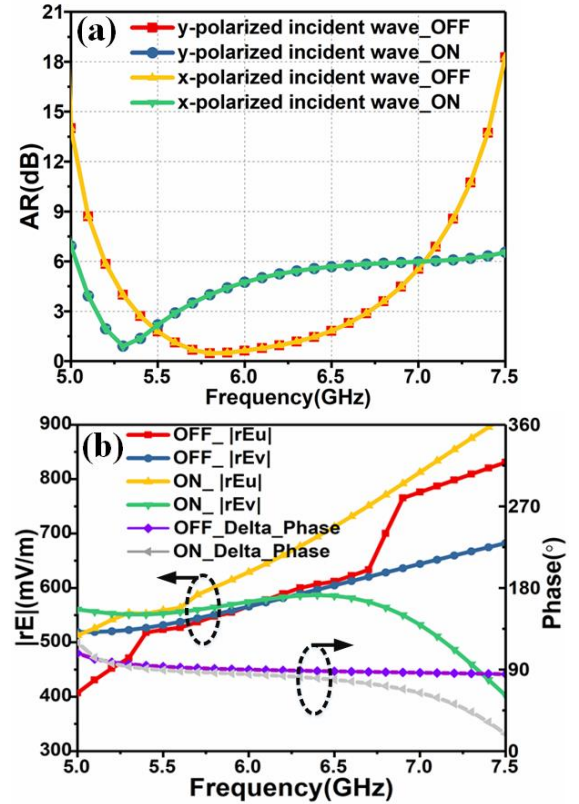 (a)
y-polarized incident wave_OFF
y-polarized incident wave_ON
x-polarized incident wave_OFF
x-polarized incident wave_ON
21
18
15
12
9
6
3
0
AR(dB)
5.0 5.5 6.0 6.5 7.0 7.5
Frequency(GHz)
(b)
OFF_ |rEu|
OFF_ |rEv|
ON_ |rEu|
ON_ |rEv|
OFF_Delta_Phase
ON_Delta_Phase
900
800
700
600
500
400
300
|rE|(mV/m)
360
270
180
90
0
Phase(°)
5.0 5.5 6.0 6.5 7.0 7.5
Frequency(GHz)